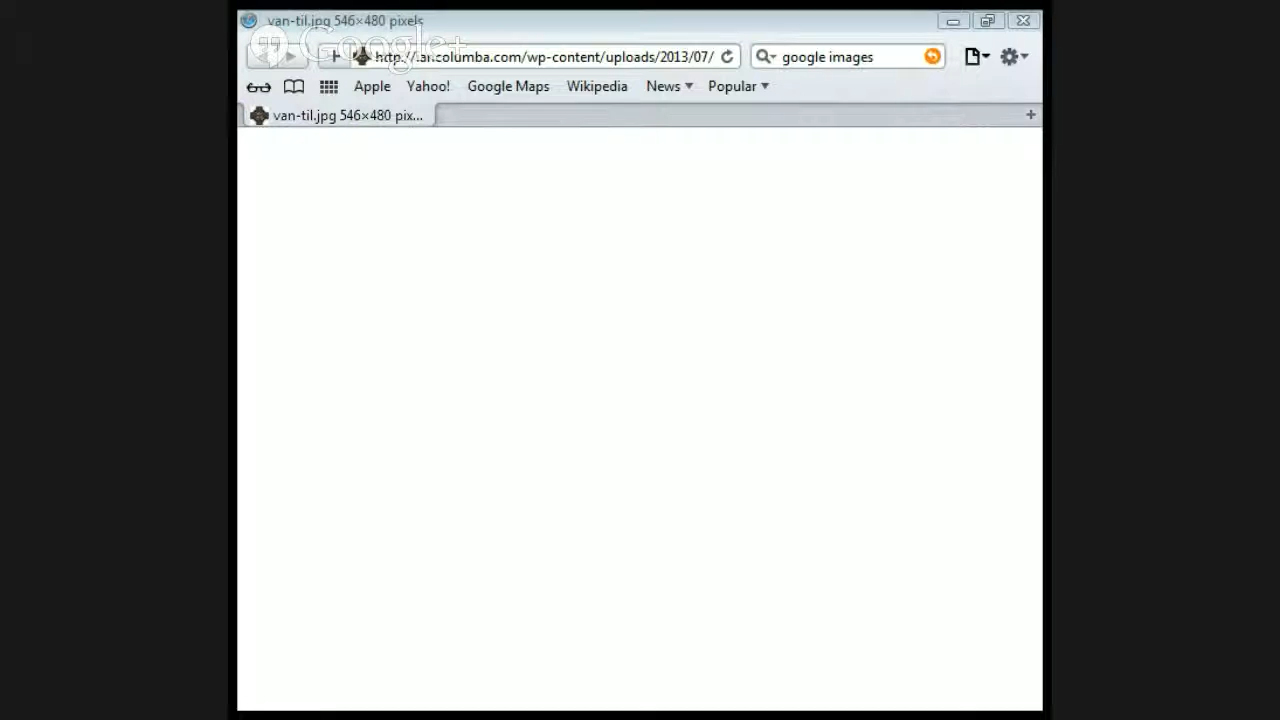 van-til.jpg 546×480 pixels
Google+
columba.com/wp-content/uploads/2013/07/
google images
Apple Yahoo! Google Maps Wikipedia News Popular
van-til.jpg 546×480 pix...